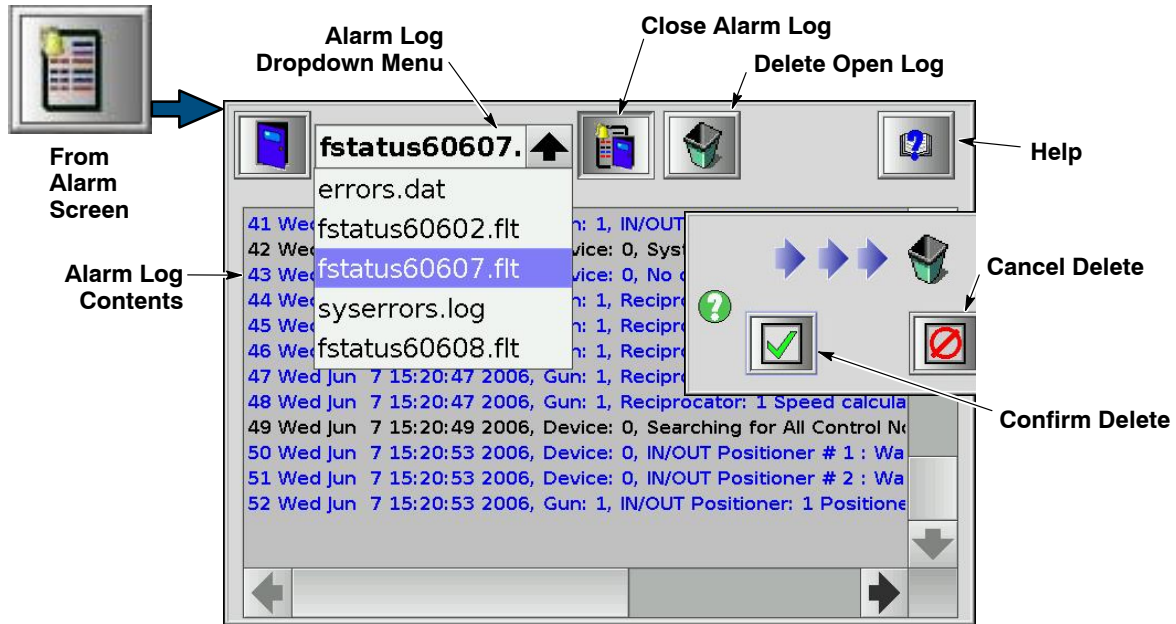 Alarm Log
Dropdown Menu
Close Alarm Log
Delete Open Log
From
Alarm
Screen
fstatus60607.
Help
errors.dat
fstatus60602.flt
fstatus60607.flt
syserrors.log
fstatus60608.flt
Alarm Log
Contents
Cancel Delete
Confirm Delete
41 Wed n: 1, IN/OUT
42 Wed vice: 0, Syst
43 Wed vice: 0, No
44 Wed n: 1, Recipro
45 Wed n: 1, Recipro
46 Wed n: 1, Recipro
47 Wed Jun 7 15:20:47 2006, Gun: 1, Recipro
48 Wed Jun 7 15:20:47 2006, Gun: 1, Reciprocator: 1 Speed calcula
49 Wed Jun 7 15:20:49 2006, Device: 0, Searching for All Control No
50 Wed Jun 7 15:20:53 2006, Device: 0, IN/OUT Positioner # 1 : Wa
51 Wed Jun 7 15:20:53 2006, Device: 0, IN/OUT Positioner # 2 : Wa
52 Wed Jun 7 15:20:53 2006, Gun: 1, IN/OUT Positioner: 1 Positione